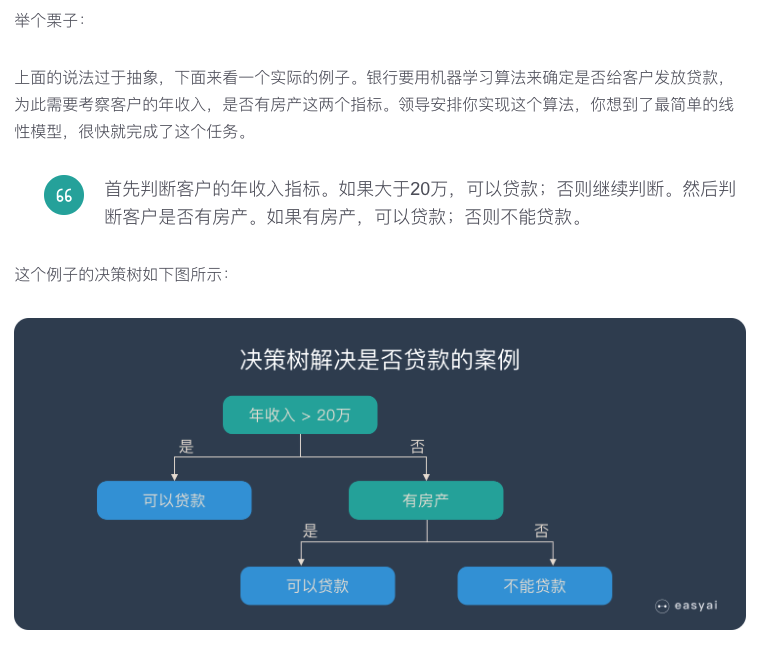 举个栗子：
上面的说法过于抽象，下面来看一个实际的例子。银行要用机器学习算法来确定是否给客户发放贷款，
为此需要考察客户的年收入，是否有房产这两个指标。领导安排你实现这个算法，你想到了最简单的线
性模型，很快就完成了这个任务。
首先判断客户的年收入指标。如果大于20万，可以贷款；否则继续判断。然后判
断客户是否有房产。如果有房产，可以贷款；否则不能贷款。
这个例子的决策树如下图所示：
决策树解决是否贷款的案例
年收入 > 20万
是
否
可以贷款
有房产
是
否
可以贷款
不能贷款
easyai